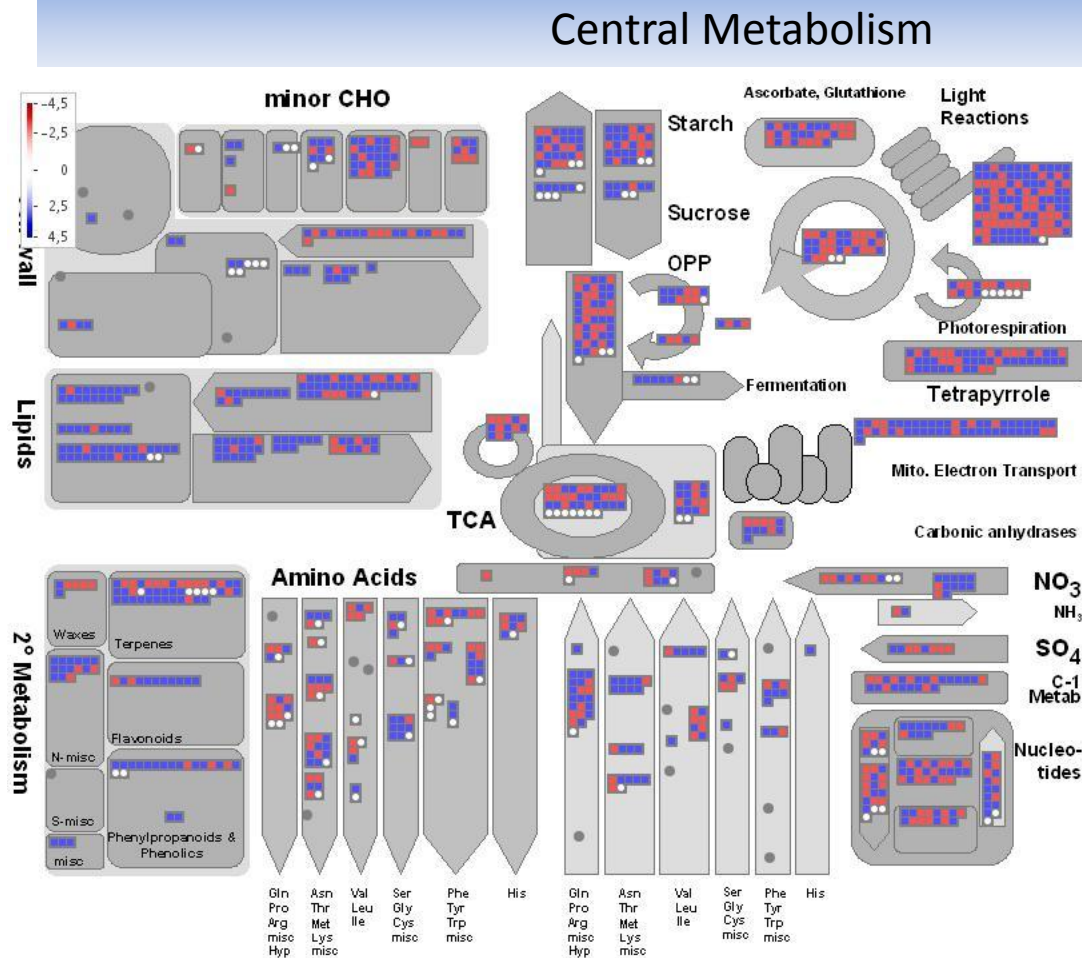 Central Metabolism
-4,5
-2,5
0
2,5
4,5
minor CHO
wall
Starch
Sucrose
OPP
Ascorbate, Glutathione
Light
Reactions
Photorespiration
Tetrapyrrole
Fermentation
Lipids
Mito. Electron Transport
TCA
Carbonic anhydrases
Amino Acids
2° Metabolism
Waxes
Terpenes
N-misc
Flavonoids
S-misc
misc
Phenylpropanoids &
Phenolics
NO3
NH3
SO4
C-1
Metab
Nucleo-
tides
Gln
Pro
Arg
misc
Hyp
Asn
Thr
Met
Lys
misc
Val
Leu
Ile
Ser
Gly
Cys
misc
Phe
Tyr
Trp
misc
His
Gln
Pro
Arg
misc
Hyp
Asn
Thr
Met
Lys
misc
Val
Leu
Ile
Ser
Gly
Cys
misc
Phe
Tyr
Trp
misc
His